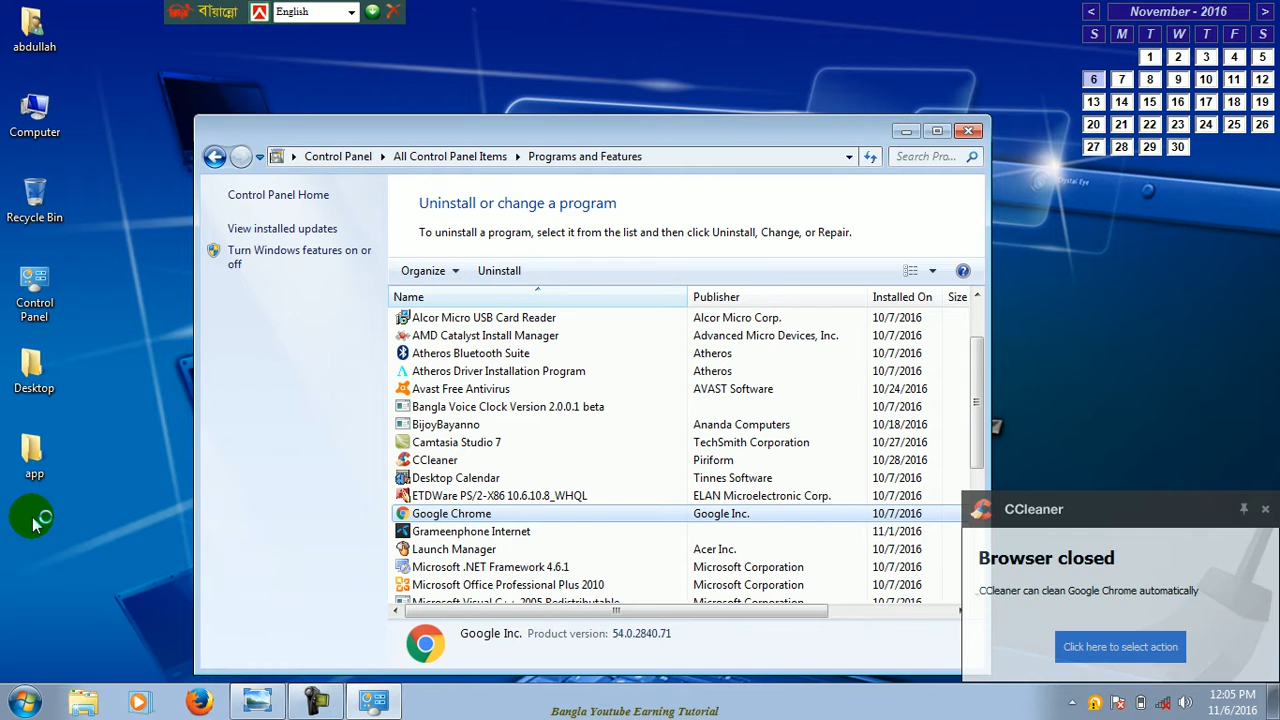 abdullah
Computer
Recycle Bin
Control
Panel
Desktop
app
বায়ান্নো
English
< November - 2016 >
S M T W T F S
1 2 3 4 5
6 7 8 9 10 11 12
13 14 15 16 17 18 19
20 21 22 23 24 25 26
27 28 29 30
Crystal Eye
Control Panel All Control Panel Items Programs and Features
Search Pro...
Control Panel Home
View installed updates
Turn Windows features on or
off
Uninstall or change a program
To uninstall a program, select it from the list and then click Uninstall, Change, or Repair.
Organize Uninstall
Name Publisher Installed On Size
Alcor Micro USB Card Reader Alcor Micro Corp. 10/7/2016
AMD Catalyst Install Manager Advanced Micro Devices, Inc. 10/7/2016
Atheros Bluetooth Suite Atheros 10/7/2016
Atheros Driver Installation Program Atheros 10/7/2016
Avast Free Antivirus AVAST Software 10/24/2016
Bangla Voice Clock Version 2.0.0.1 beta 10/7/2016
BijoyBayanno Ananda Computers 10/18/2016
Camtasia Studio 7 TechSmith Corporation 10/27/2016
CCleaner Piriform 10/28/2016
Desktop Calendar Tinnes Software 10/7/2016
ETDWare PS/2-X86 10.6.10.8_WHQL ELAN Microelectronic Corp. 10/7/2016
Google Chrome Google Inc. 10/7/2016
Grameenphone Internet 11/1/2016
Launch Manager Acer Inc. 10/7/2016
Microsoft .NET Framework 4.6.1 Microsoft Corporation 10/7/2016
Microsoft Office Professional Plus 2010 Microsoft Corporation 10/7/2016
Microsoft Visual C++ 2005 Redistributable Microsoft Corporation 10/7/2016
Google Inc. Product version: 54.0.2840.71
CCleaner
Browser closed
CCleaner can clean Google Chrome automatically
Click here to select action
Bangla Youtube Earning Tutorial
12:05 PM
11/6/2016